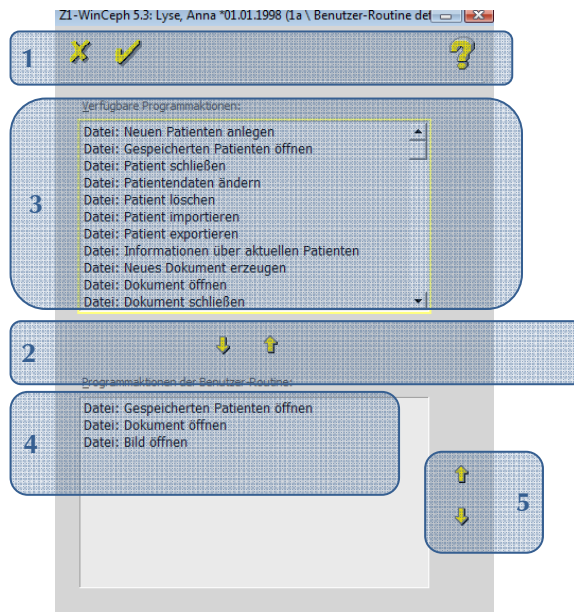 Z1-WinCeph 5.3: Lyse, Anna *01.01.1998 (1a \ Benutzer-Routine def
1
?
Verfügbare Programmaktionen:
Datei: Neuen Patienten anlegen
Datei: Gespeicherten Patienten öffnen
Datei: Patient schließen
Datei: Patientendaten ändern
3
Datei: Patient löschen
Datei: Patient importieren
Datei: Patient exportieren
Datei: Informationen über aktuellen Patienten
Datei: Neues Dokument erzeugen
Datei: Dokument öffnen
Datei: Dokument schließen
2
Programmaktionen der Benutzer-Routine:
Datei: Gespeicherten Patienten öffnen
Datei: Dokument öffnen
4
Datei: Bild öffnen
5